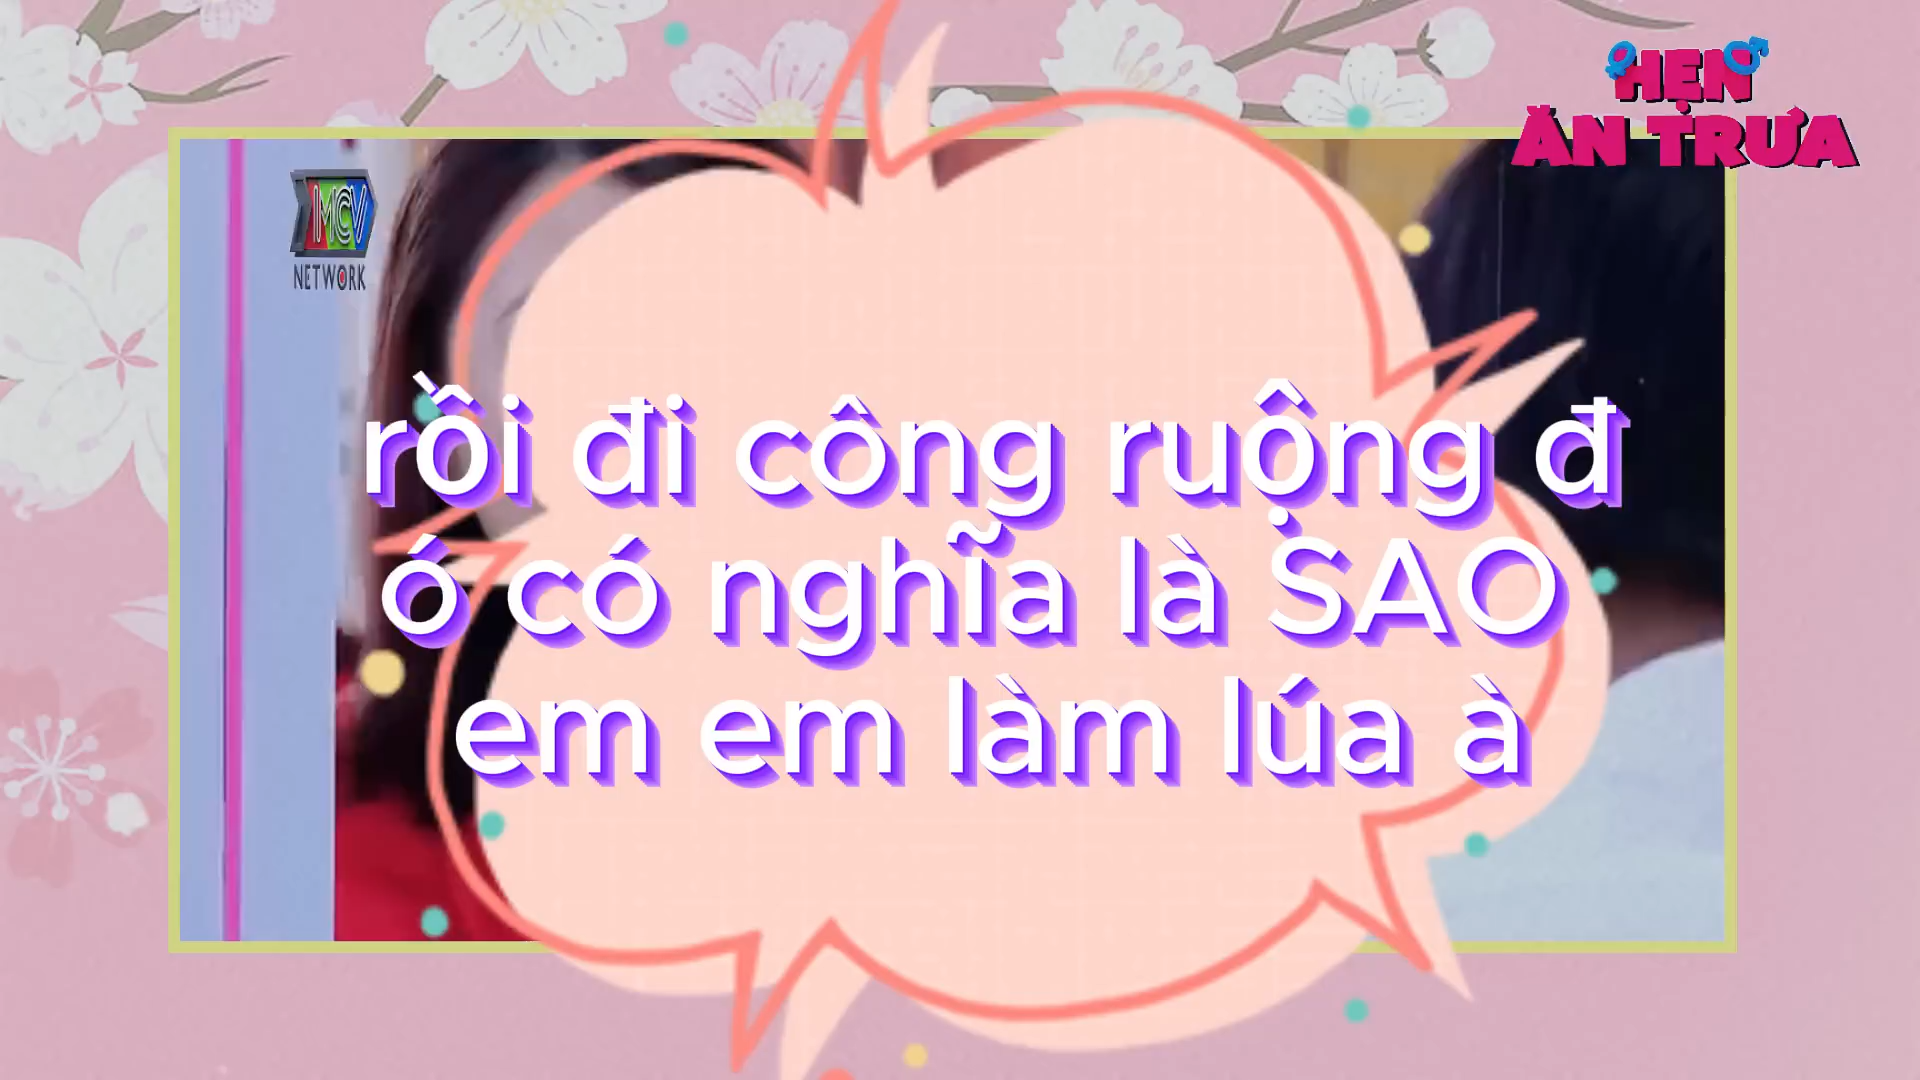 HẸN
ĂN TRƯA
MCV
NETWORK
rồi đi công ruộng đ
ó có nghĩa là SAO
em em làm lúa à